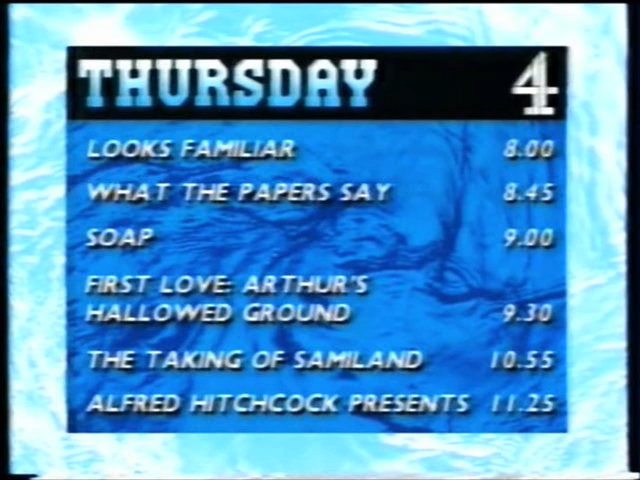 THURSDAY 4
LOOKS FAMILIAR 8.00
WHAT THE PAPERS SAY 8.45
SOAP 9.00
FIRST LOVE: ARTHUR'S
HALLOWED GROUND 9.30
THE TAKING OF SAMILAND 10.55
ALFRED HITCHCOCK PRESENTS 11.25